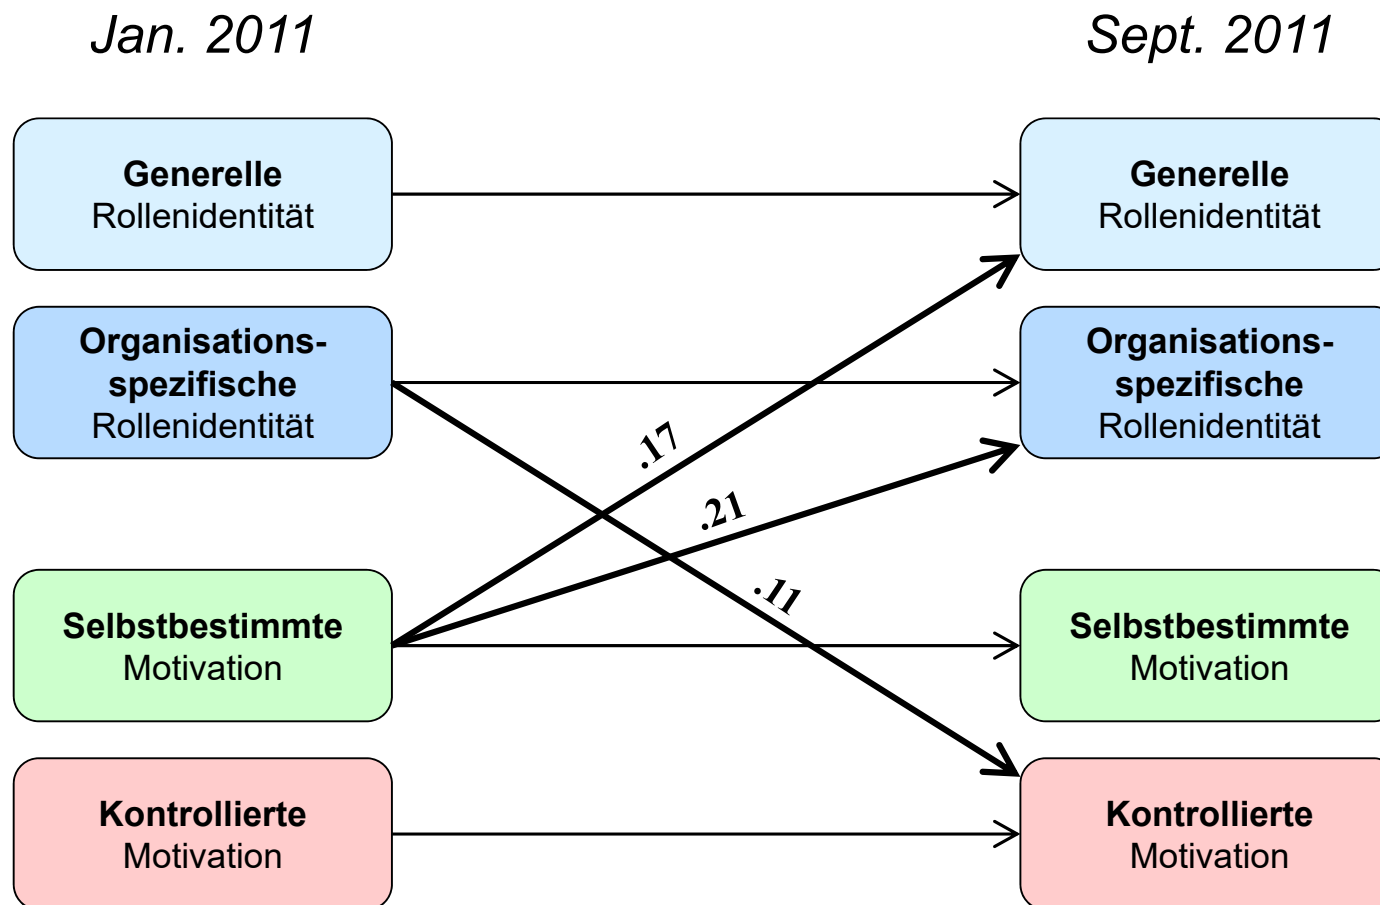 Jan. 2011
Sept. 2011
Generelle
Rollenidentität
Generelle
Rollenidentität
Organisations-
spezifische
Rollenidentität
Organisations-
spezifische
Rollenidentität
.17
.21
.11
Selbstbestimmte
Motivation
Selbstbestimmte
Motivation
Kontrollierte
Motivation
Kontrollierte
Motivation